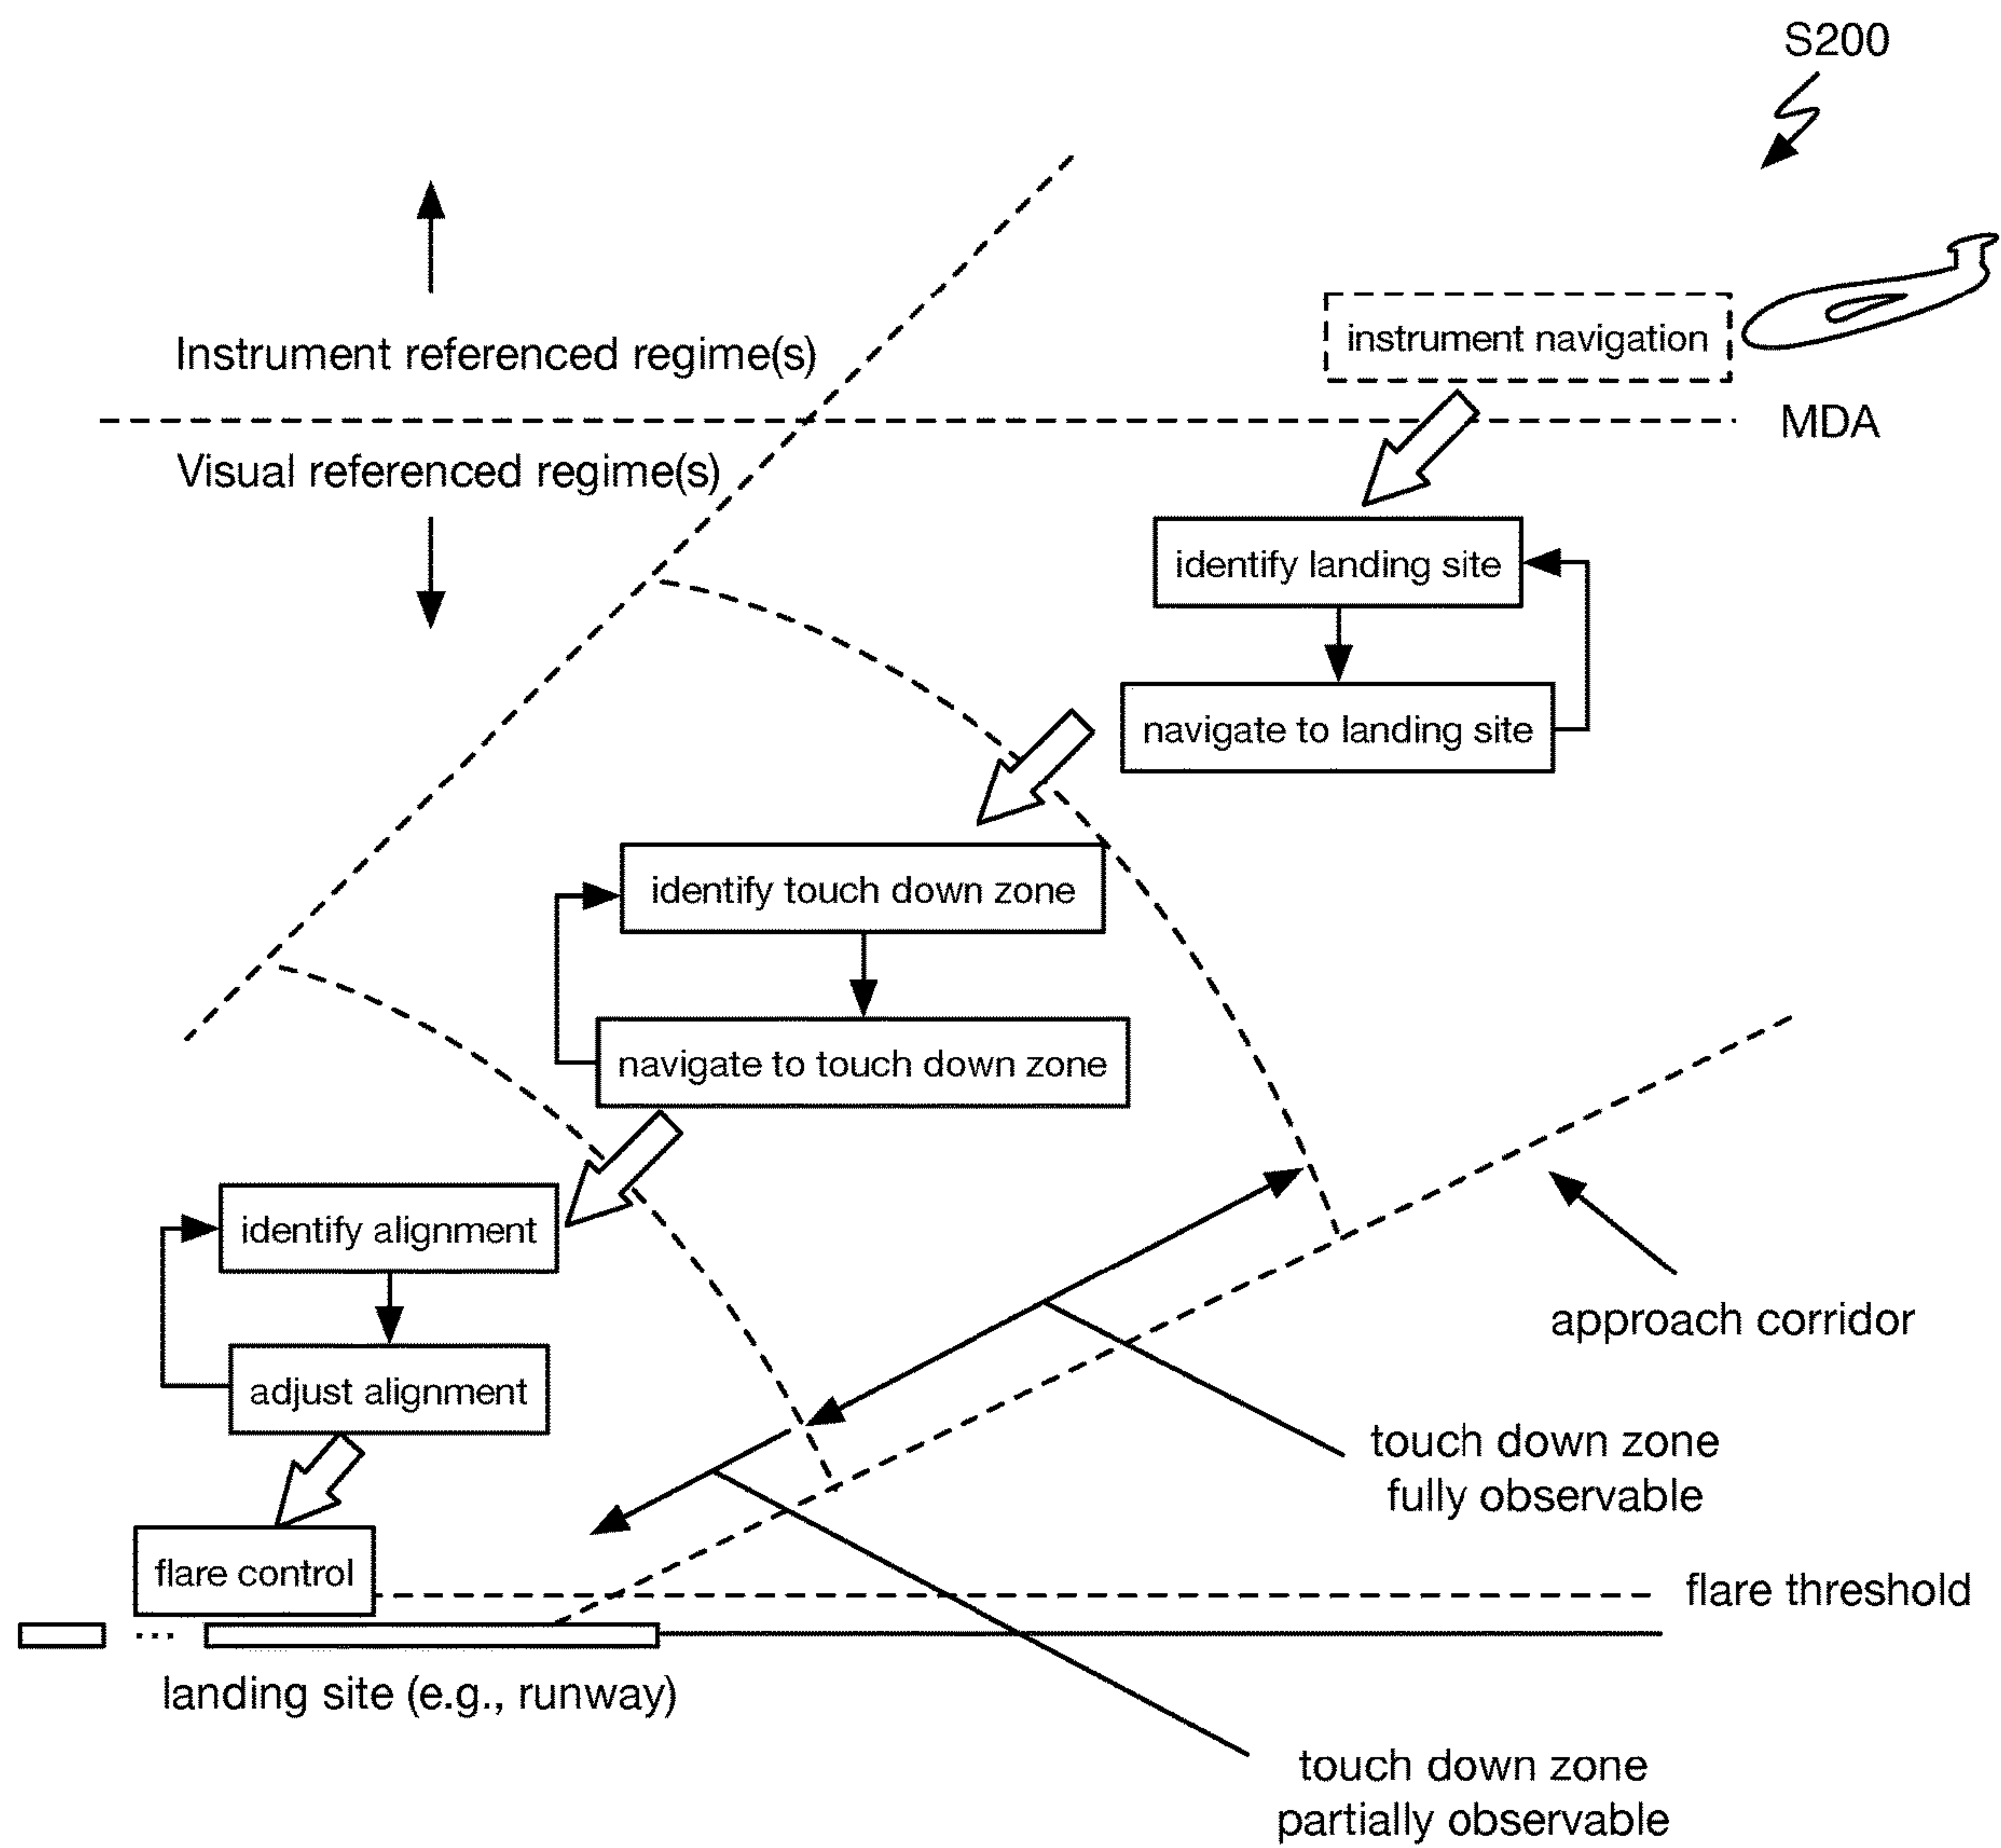 S200
Instrument referenced regime(s)
instrument navigation
MDA
Visual referenced regime(s)
identify landing site
navigate to landing site
identify touch down zone
navigate to touch down zone
identify alignment
adjust alignment
approach corridor
touch down zone
fully observable
flare control
flare threshold
...
landing site (e.g., runway)
touch down zone
partially observable